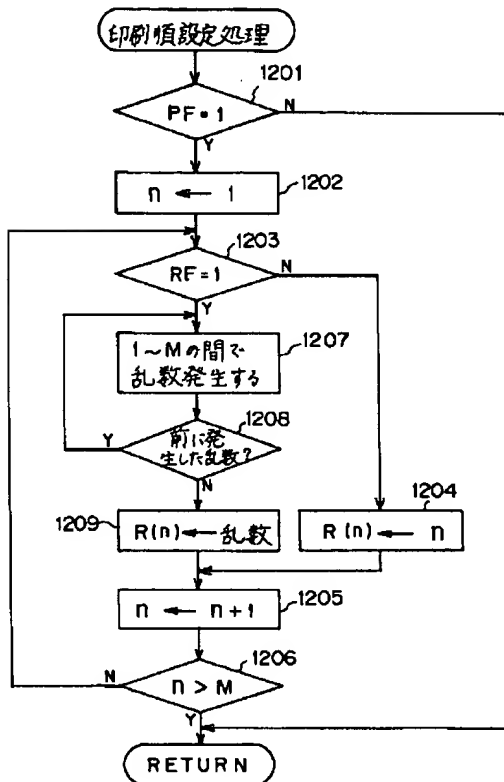 印刷順設定処理
1201
PF=1
N
Y
n ← 1
1202
1203
RF=1
N
Y
1~Mの間で
乱数発生する
1207
1208
前に発
生した乱数?
Y
N
1204
1209
R(n)←乱数
R(n) ← n
n ← n+1
1205
1206
n > M
N
Y
RETURN